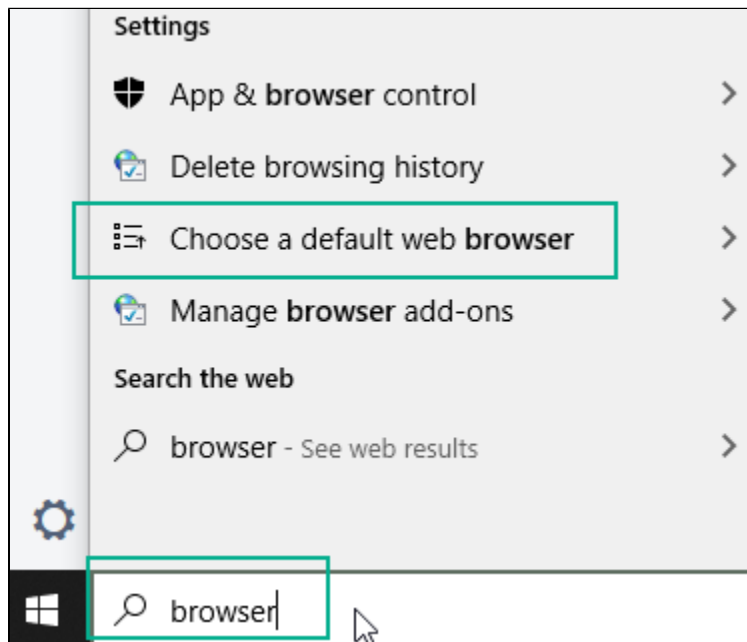 Settings
App & browser control
Delete browsing history
Choose a default web browser
Manage browser add-ons
Search the web
browser - See web results
browser